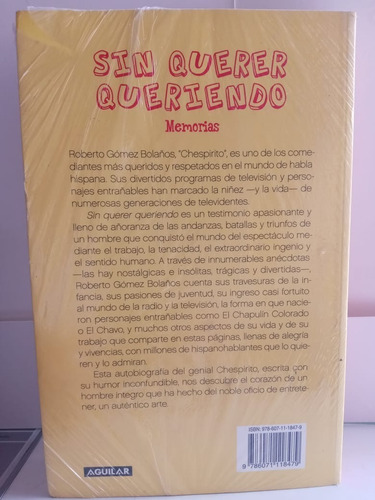 SIN QUERER
QUERIENDO
Memorias
Roberto Gómez Bolaños, "Chespirito", es uno de los come-
diantes más queridos y respetados en el mundo de habla
hispana. Sus divertidos programas de televisión y perso-
najes entrañables han marcado la niñez —y la vida— de
numerosas generaciones de televidentes.
Sin querer queriendo es un testimonio apasionante y
lleno de añoranza de las andanzas, batallas y triunfos de
un hombre que conquistó el mundo del espectáculo me-
diante el trabajo, la tenacidad, el extraordinario ingenio y
el sentido humano. A través de innumerables anécdotas
—las hay nostálgicas e insólitas, trágicas y divertidas—,
Roberto Gómez Bolaños cuenta sus travesuras de la in-
fancia, sus pasiones de juventud, su ingreso casi fortuito
al mundo de la radio y la televisión, la forma en que nacie-
ron personajes entrañables como El Chapulín Colorado
o El Chavo, y muchos otros aspectos de su vida y de su
trabajo que comparte en estas páginas, llenas de alegría
y vivencias, con millones de hispanohablantes que lo quie-
ren y lo admiran.
Esta autobiografía del genial Chespirito, escrita con
su humor inconfundible, nos descubre el corazón de un
hombre íntegro que ha hecho del noble oficio de entrete-
ner, un auténtico arte.
ISBN: 978-607-11-1847-9
9 786071 118479
AGUILAR